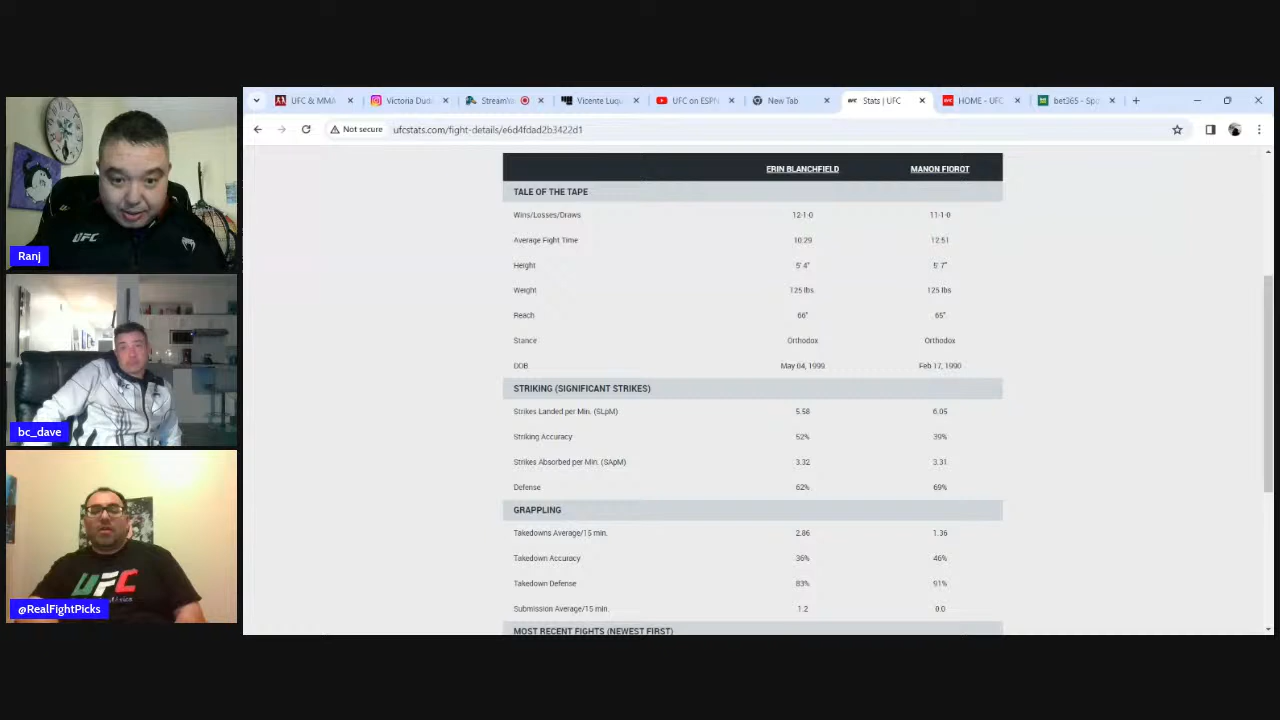 UFC & MMA
Victoria Dud
StreamYa
Vicente Luqu
UFC on ESPN
New Tab
Stats | UFC
HOME - UFC
bet365 - Spo
Not secure
ufcstats.com/fight-details/e6d4fdad2b3422d1
ERIN BLANCHFIELD MANON FIOROT
TALE OF THE TAPE
Wins/Losses/Draws 12-1-0 11-1-0
Average Fight Time 10:29 12:51
Height 5' 4" 5' 7"
Weight 125 lbs 125 lbs
Reach 66" 65"
Stance Orthodox Orthodox
DOB May 04, 1999 Feb 17, 1990
STRIKING (SIGNIFICANT STRIKES)
Strikes Landed per Min. (SLpM) 5.58 6.05
Striking Accuracy 52% 39%
Strikes Absorbed per Min. (SApM) 3.32 3.31
Defense 62% 69%
GRAPPLING
Takedowns Average/15 min. 2.86 1.36
Takedown Accuracy 36% 46%
Takedown Defense 83% 91%
Submission Average/15 min. 1.2 0.0
MOST RECENT FIGHTS (NEWEST FIRST)
UFC
Ranj
bc_dave
UFC
@RealFightPicks